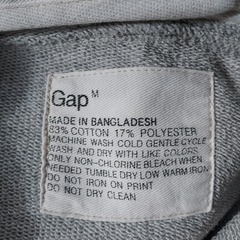 Gap M
MADE IN BANGLADESH
83% COTTON 17% POLYESTER
MACHINE WASH COLD GENTLE CYCLE
WASH AND DRY WITH LIKE COLORS
ONLY NON-CHLORINE BLEACH WHEN
NEEDED TUMBLE DRY LOW WARM IRON
DO NOT IRON ON PRINT
DO NOT DRY CLEAN